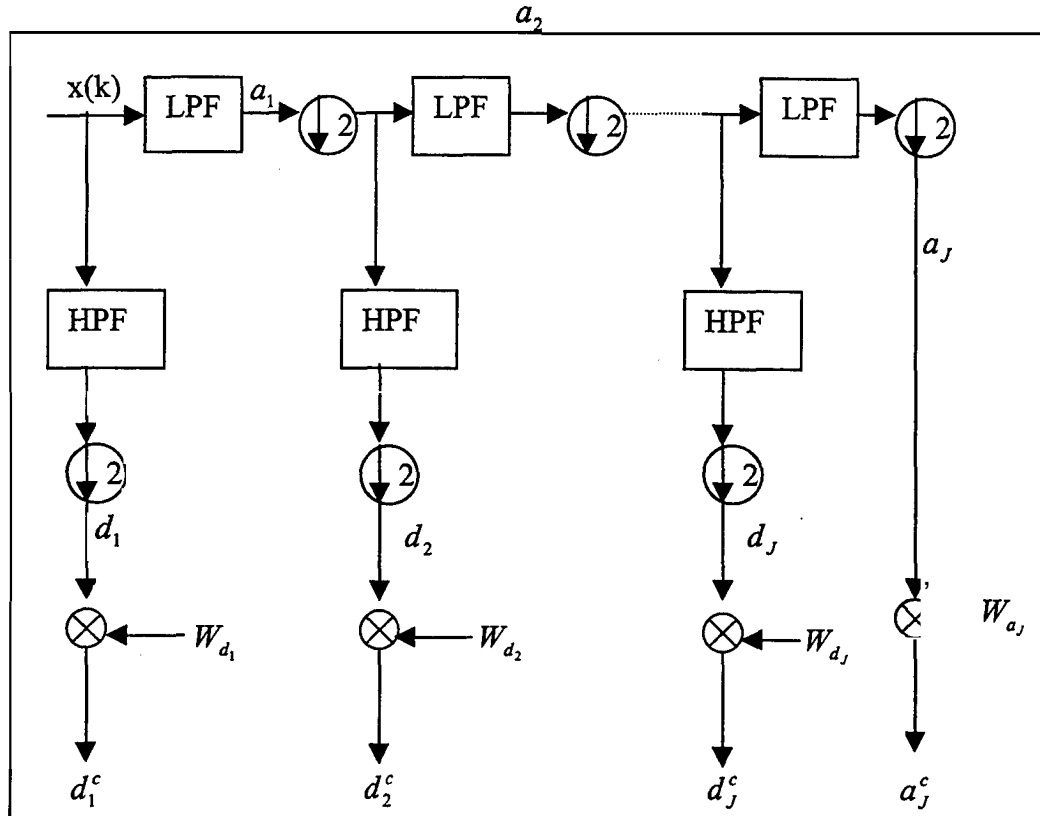 a_2
x(k) LPF a_1 2 LPF 2 LPF 2
a_J
HPF HPF HPF
2 2 2
d_1 d_2 d_J
W_{d_1} W_{d_2} W_{d_J} W_{a_J}
d_1^c d_2^c d_J^c a_J^c